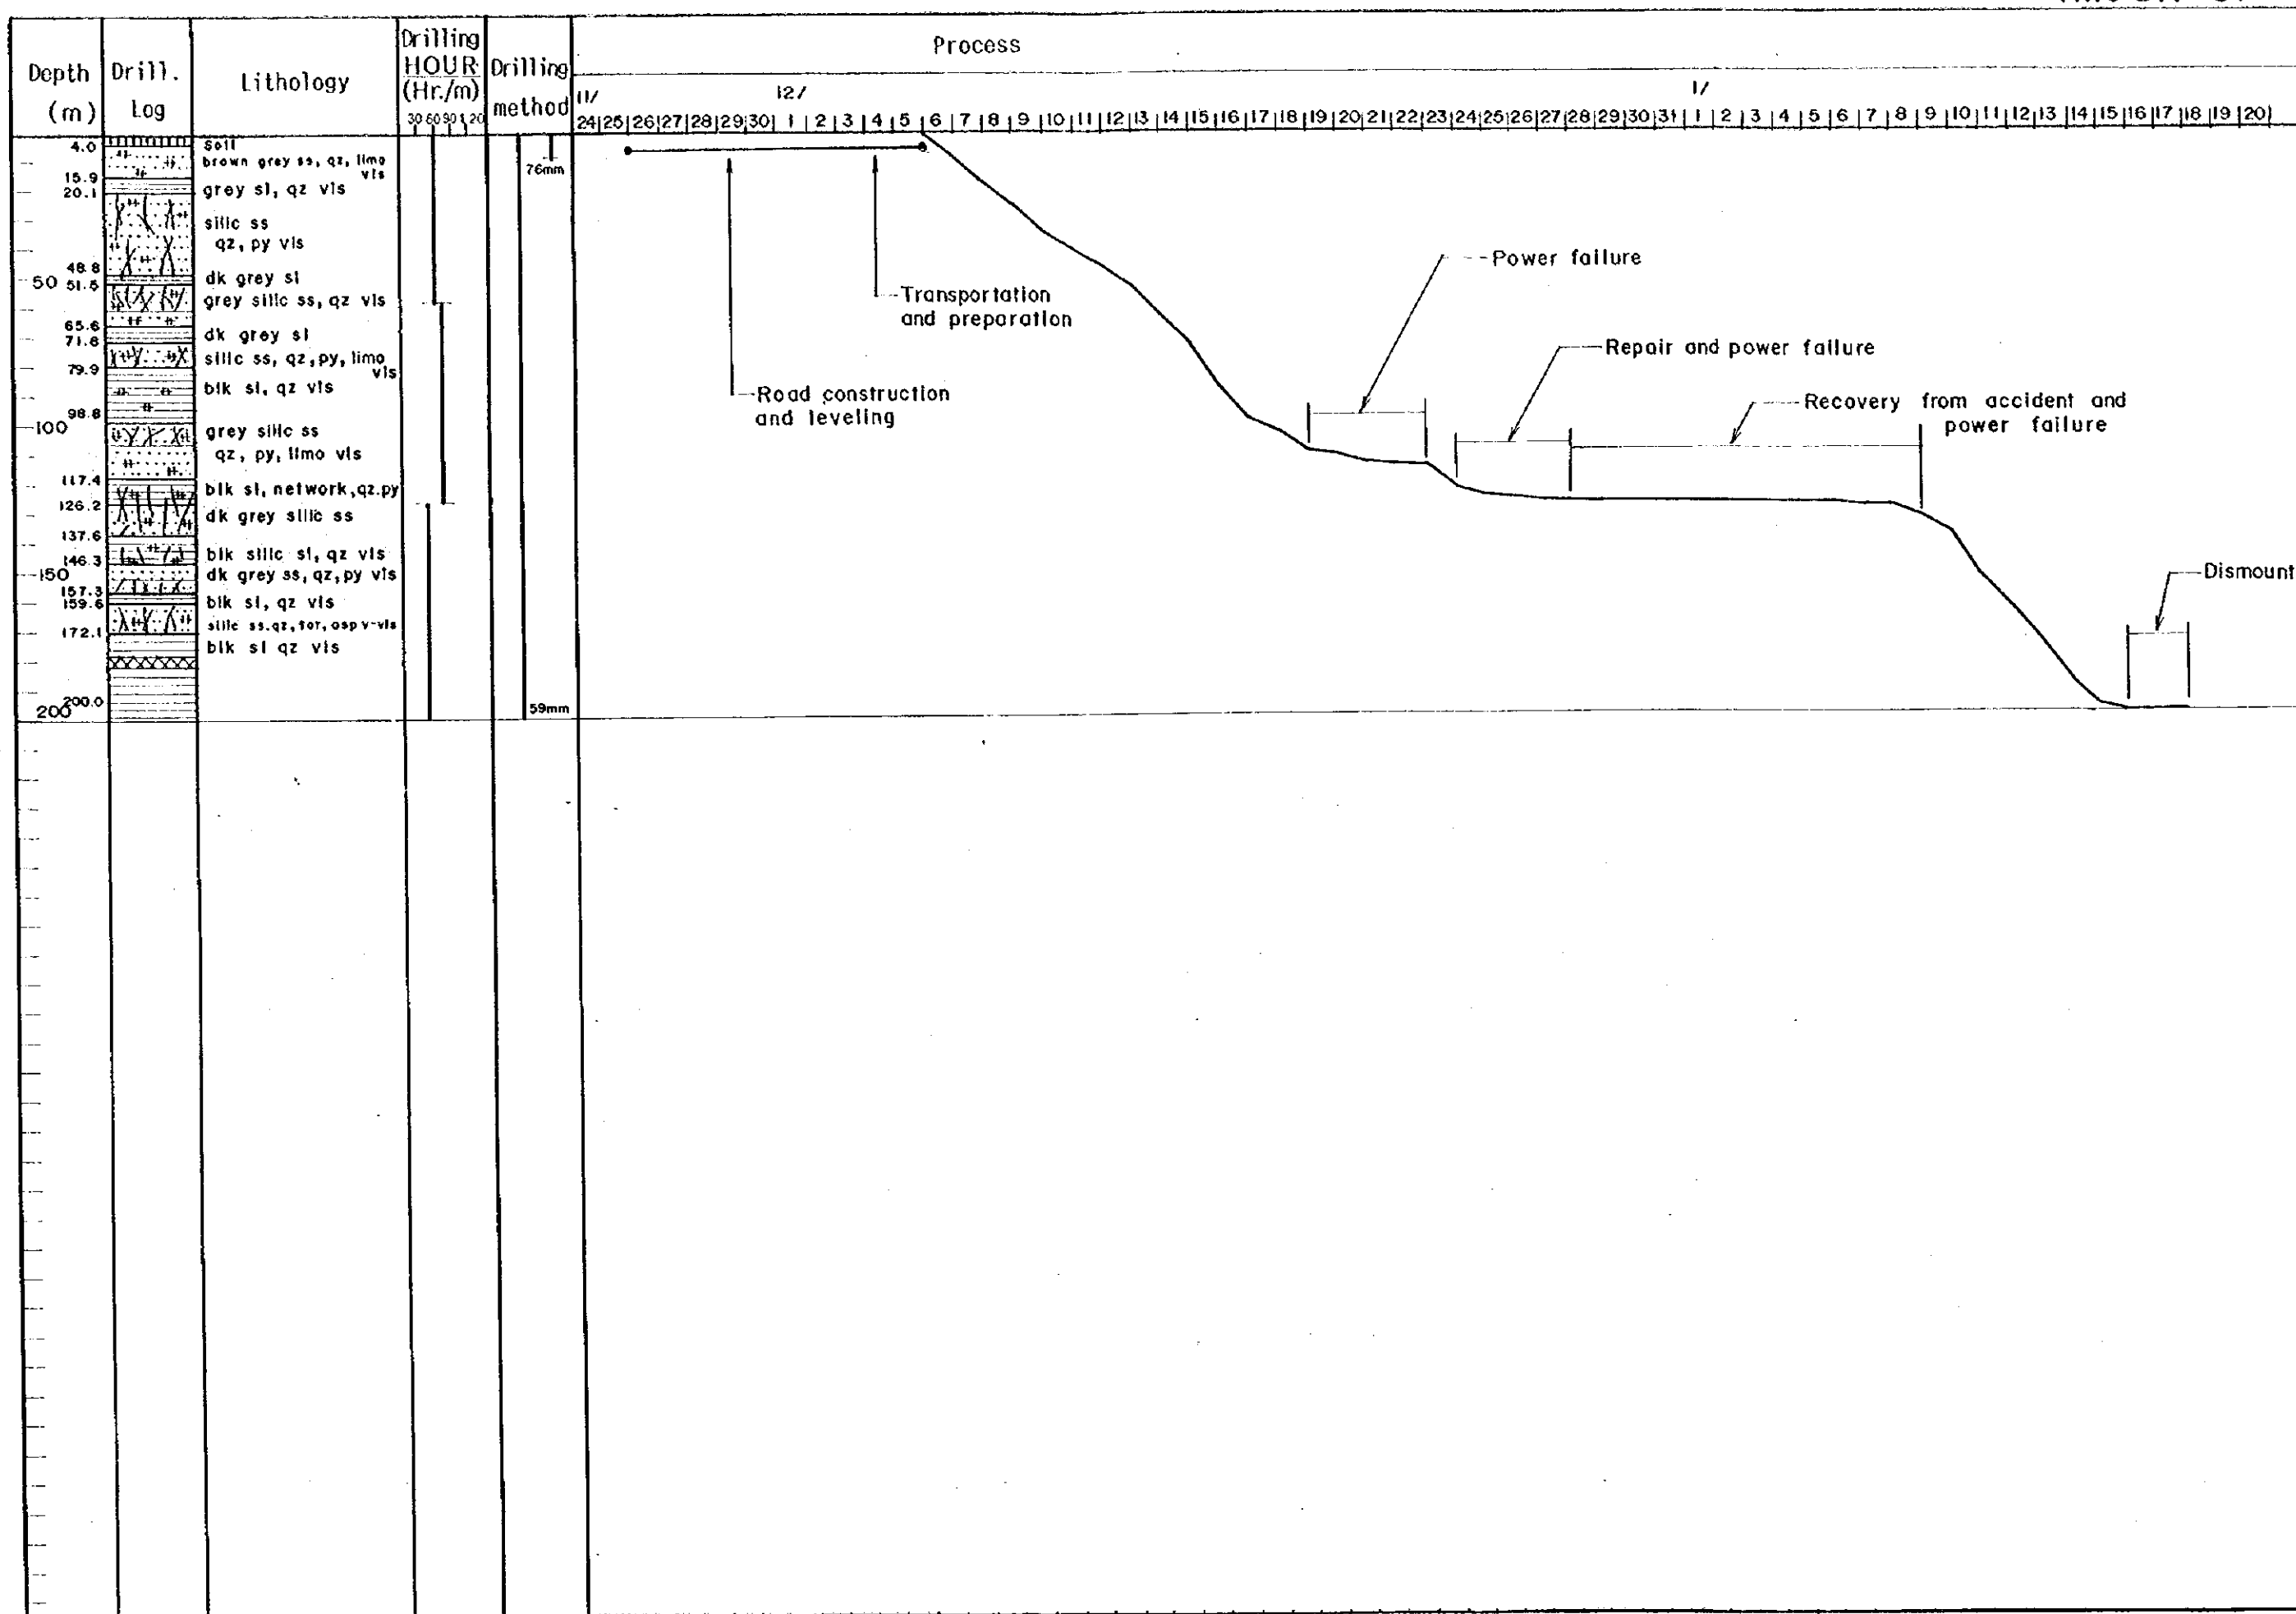 Depth
(m)
Drill.
Log
Lithology
Drilling
HOUR
(Hr./m)
30 60 90 1 20
Drilling
method
Process
11/
12/
1/
24 25 26 27 28 29 30 1 2 3 4 5 6 7 8 9 10 11 12 13 14 15 16 17 18 19 20 21 22 23 24 25 26 27 28 29 30 31 1 2 3 4 5 6 7 8 9 10 11 12 13 14 15 16 17 18 19 20
4.0
soil
brown grey ss, qz, limo
vls
76mm
15.9
20.1
grey sl, qz vls
silic ss
qz, py vls
48.8
50
51.5
dk grey sl
grey silic ss, qz vls
65.6
71.8
dk grey sl
silic ss, qz, py, limo
vls
79.9
blk sl, qz vls
98.8
100
grey silic ss
qz, py, limo vls
117.4
blk sl, network, qz.py
126.2
dk grey silic ss
137.6
blk silic sl, qz vls
146.3
150
dk grey ss, qz, py vls
157.3
159.6
blk sl, qz vls
silic ss.qz, tor, asp v-vls
172.1
blk sl qz vls
200.0
200
59mm
Power failure
Transportation
and preparation
Repair and power failure
Road construction
and leveling
Recovery from accident and
power failure
Dismount